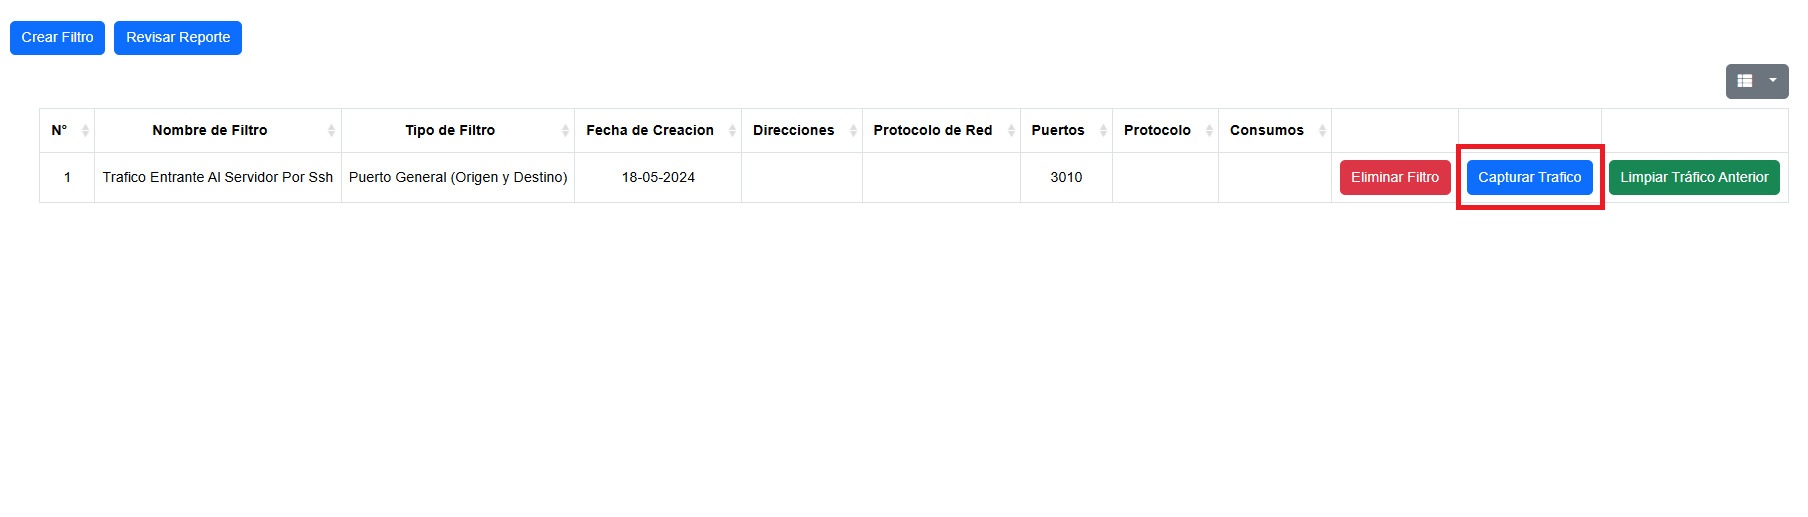 Crear Filtro Revisar Reporte
N° Nombre de Filtro Tipo de Filtro Fecha de Creacion Direcciones Protocolo de Red Puertos Protocolo Consumos
1 Trafico Entrante Al Servidor Por Ssh Puerto General (Origen y Destino) 18-05-2024 3010 Eliminar Filtro Capturar Trafico Limpiar Tráfico Anterior